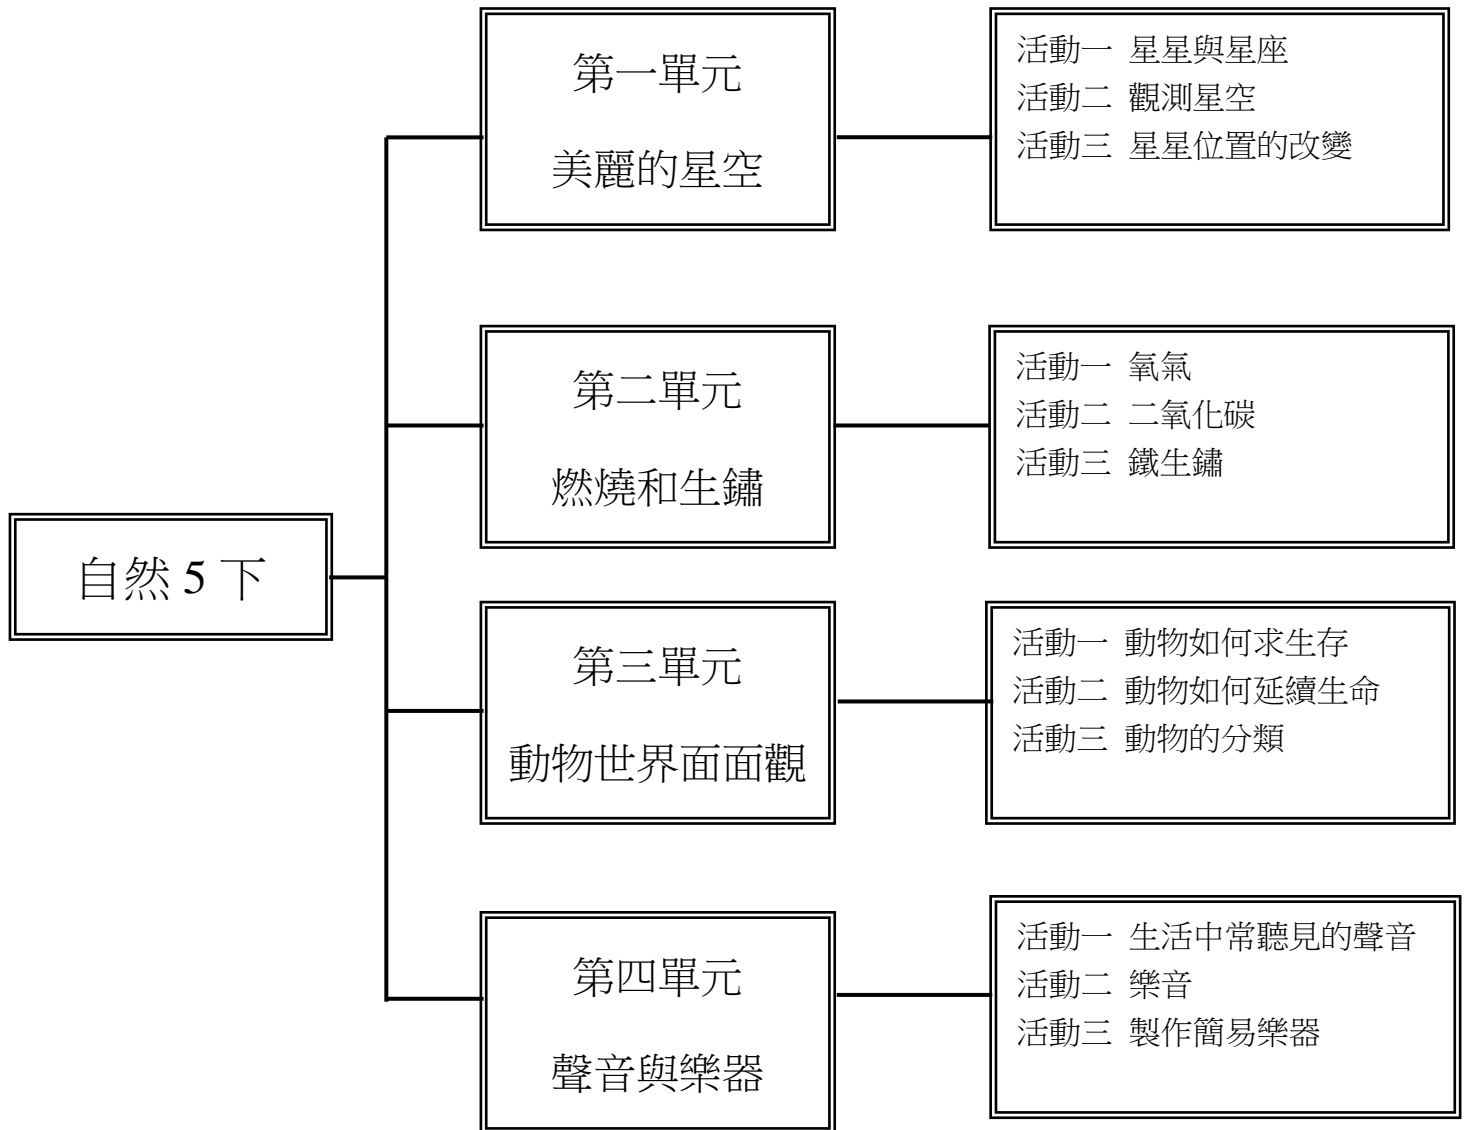 第一單元
美麗的星空
活動一 星星與星座
活動二 觀測星空
活動三 星星位置的改變
第二單元
燃燒和生鏽
活動一 氧氣
活動二 二氧化碳
活動三 鐵生鏽
自然 5 下
第三單元
動物世界面面觀
活動一 動物如何求生存
活動二 動物如何延續生命
活動三 動物的分類
第四單元
聲音與樂器
活動一 生活中常聽見的聲音
活動二 樂音
活動三 製作簡易樂器